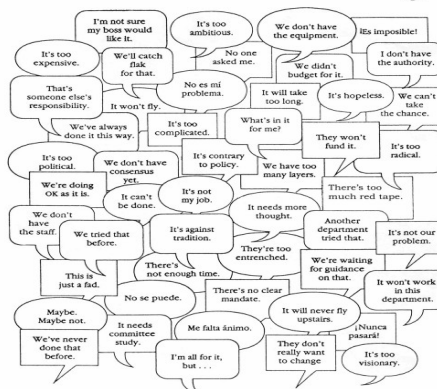 I'm not sure
my boss would
like it.
It's too
ambitious.
We don't have
the equipment.
¡Es imposible!
It's too
expensive.
We'll catch
flak
for that.
No one
asked me.
I don't have
the authority.
We didn't
budget for it.
That's
someone else's
responsibility.
No es mi
problema.
It will take
too long.
It's hopeless.
We can't
take
the chance.
It won't fly.
What's in it
for me?
We've always
done it this way.
It's too
complicated.
They won't
fund it.
It's too
radical.
It's too
political.
We don't have
consensus
yet.
It's contrary
to policy.
We have too
many layers.
We're doing
OK as it is.
It can't
be done.
It's not
my job.
There's too
much red tape.
It needs more
thought.
We don't
have
the staff.
We tried that
before.
It's against
tradition.
Another
department
tried that.
It's not our
problem.
They're too
entrenched.
There's
not enough time.
We're waiting
for guidance
on that.
This is
just a fad.
No se puede.
There's no clear
mandate.
It won't work
in this
department.
Maybe.
Maybe not.
It needs
committee
study.
Me falta ánimo.
It will never fly
upstairs.
¡Nunca
pasará!
We've never
done that
before.
I'm all for it,
but . . .
They don't
really want
to change
It's too
visionary.